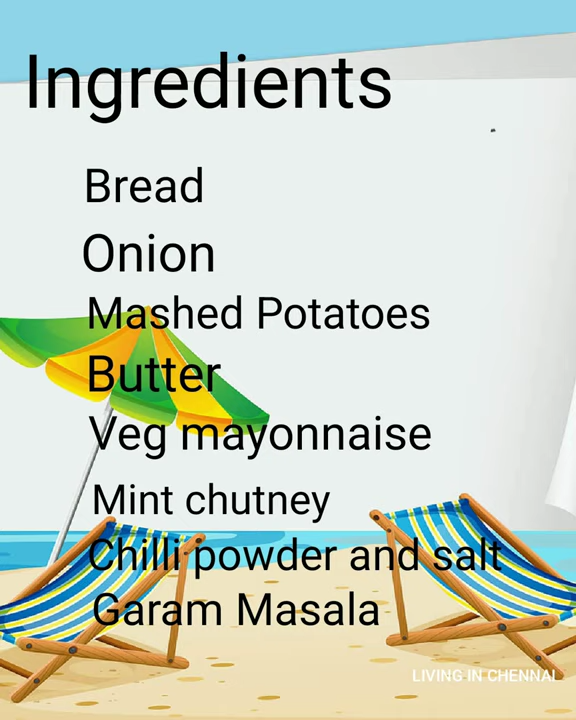 Ingredients
Bread
Onion
Mashed Potatoes
Butter
Veg mayonnaise
Mint chutney
Chilli powder and salt
Garam Masala
LIVING IN CHENNAI